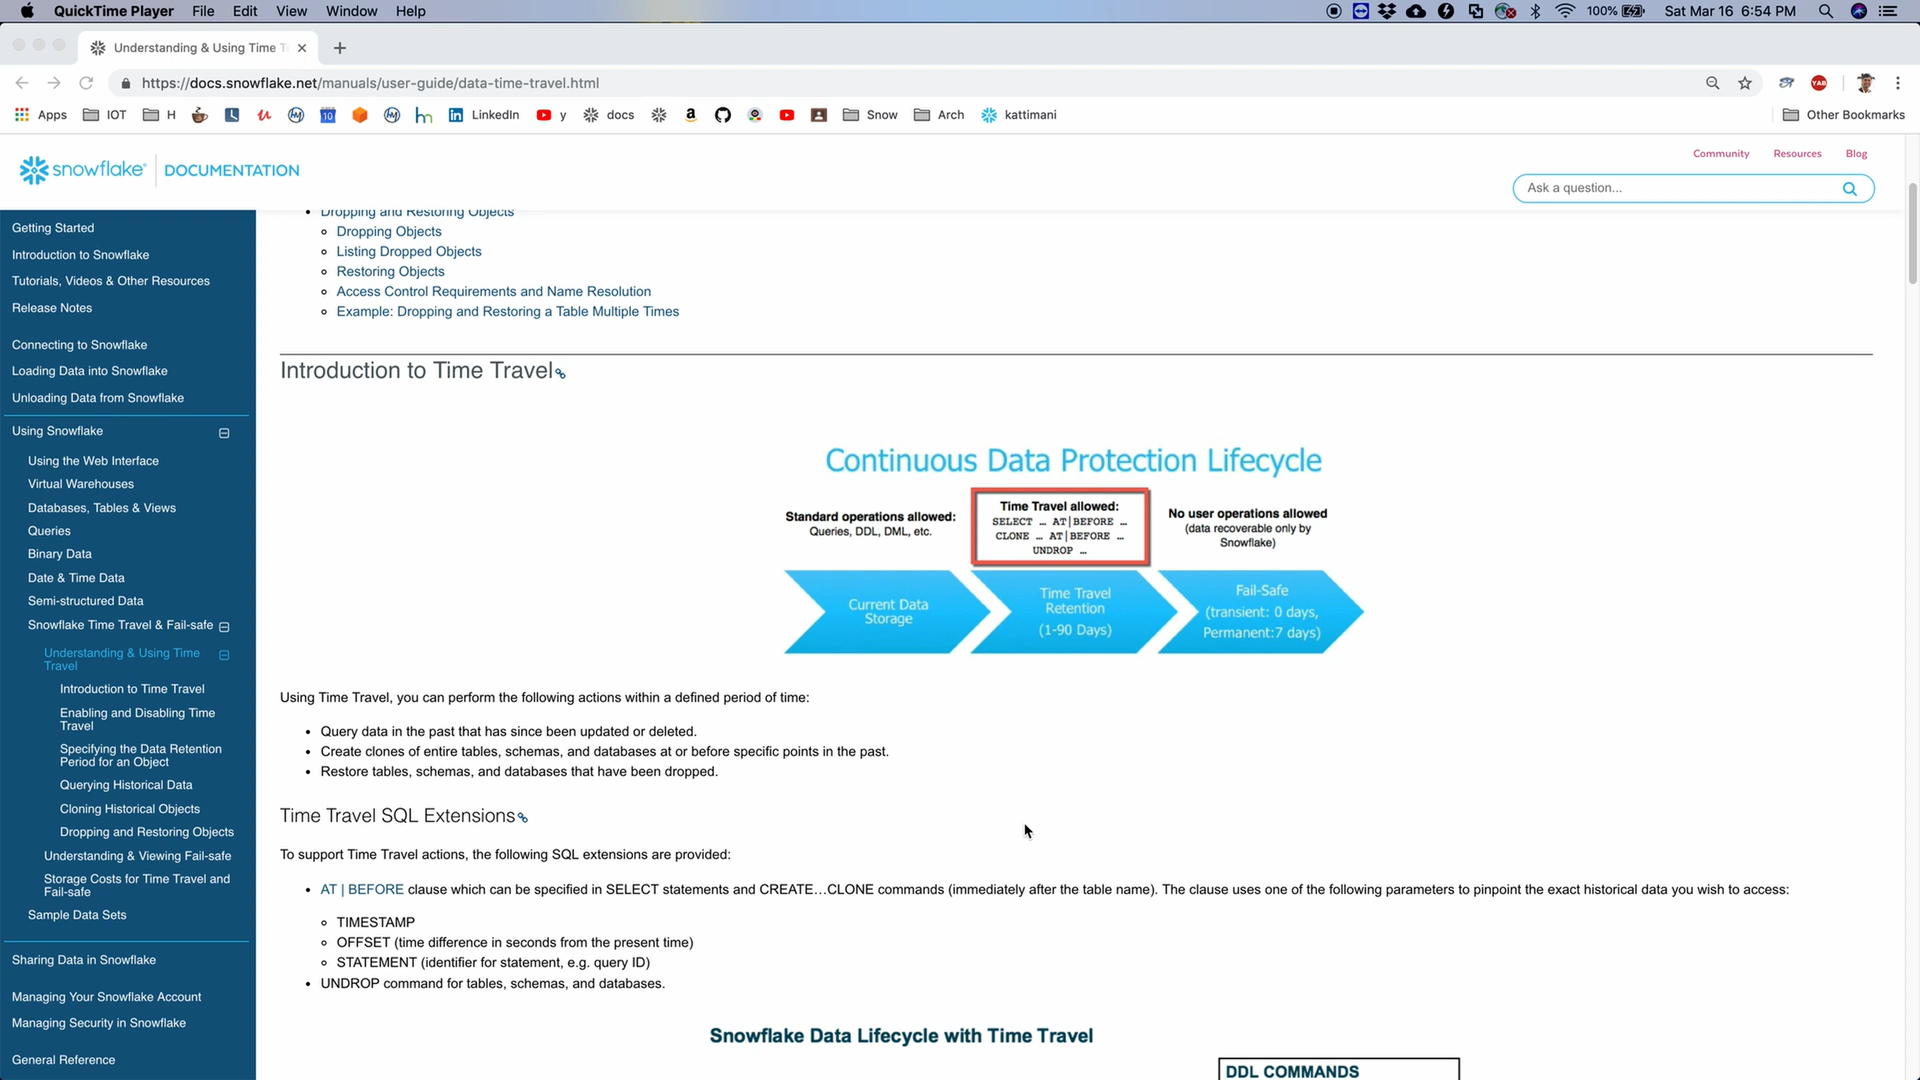 QuickTime Player File Edit View Window Help 100% Sat Mar 16 6:54 PM
Understanding & Using Time T
https://docs.snowflake.net/manuals/user-guide/data-time-travel.html
Apps IOT H 10 LinkedIn y docs Snow Arch kattimani Other Bookmarks
snowflake DOCUMENTATION
Community Resources Blog
Ask a question...
Getting Started
Introduction to Snowflake
Tutorials, Videos & Other Resources
Release Notes
Connecting to Snowflake
Loading Data into Snowflake
Unloading Data from Snowflake
Using Snowflake
Using the Web Interface
Virtual Warehouses
Databases, Tables & Views
Queries
Binary Data
Date & Time Data
Semi-structured Data
Snowflake Time Travel & Fail-safe
Understanding & Using Time
Travel
Introduction to Time Travel
Enabling and Disabling Time
Travel
Specifying the Data Retention
Period for an Object
Querying Historical Data
Cloning Historical Objects
Dropping and Restoring Objects
Understanding & Viewing Fail-safe
Storage Costs for Time Travel and
Fail-safe
Sample Data Sets
Sharing Data in Snowflake
Managing Your Snowflake Account
Managing Security in Snowflake
General Reference
Dropping and Restoring Objects
Dropping Objects
Listing Dropped Objects
Restoring Objects
Access Control Requirements and Name Resolution
Example: Dropping and Restoring a Table Multiple Times
Introduction to Time Travel
Continuous Data Protection Lifecycle
Standard operations allowed:
Queries, DDL, DML, etc.
Time Travel allowed:
SELECT … AT|BEFORE …
CLONE … AT|BEFORE …
UNDROP …
No user operations allowed
(data recoverable only by
Snowflake)
Current Data
Storage
Time Travel
Retention
(1-90 Days)
Fail-Safe
(transient: 0 days,
Permanent:7 days)
Using Time Travel, you can perform the following actions within a defined period of time:
Query data in the past that has since been updated or deleted.
Create clones of entire tables, schemas, and databases at or before specific points in the past.
Restore tables, schemas, and databases that have been dropped.
Time Travel SQL Extensions
To support Time Travel actions, the following SQL extensions are provided:
AT | BEFORE clause which can be specified in SELECT statements and CREATE…CLONE commands (immediately after the table name). The clause uses one of the following parameters to pinpoint the exact historical data you wish to access:
TIMESTAMP
OFFSET (time difference in seconds from the present time)
STATEMENT (identifier for statement, e.g. query ID)
UNDROP command for tables, schemas, and databases.
Snowflake Data Lifecycle with Time Travel
DDL COMMANDS